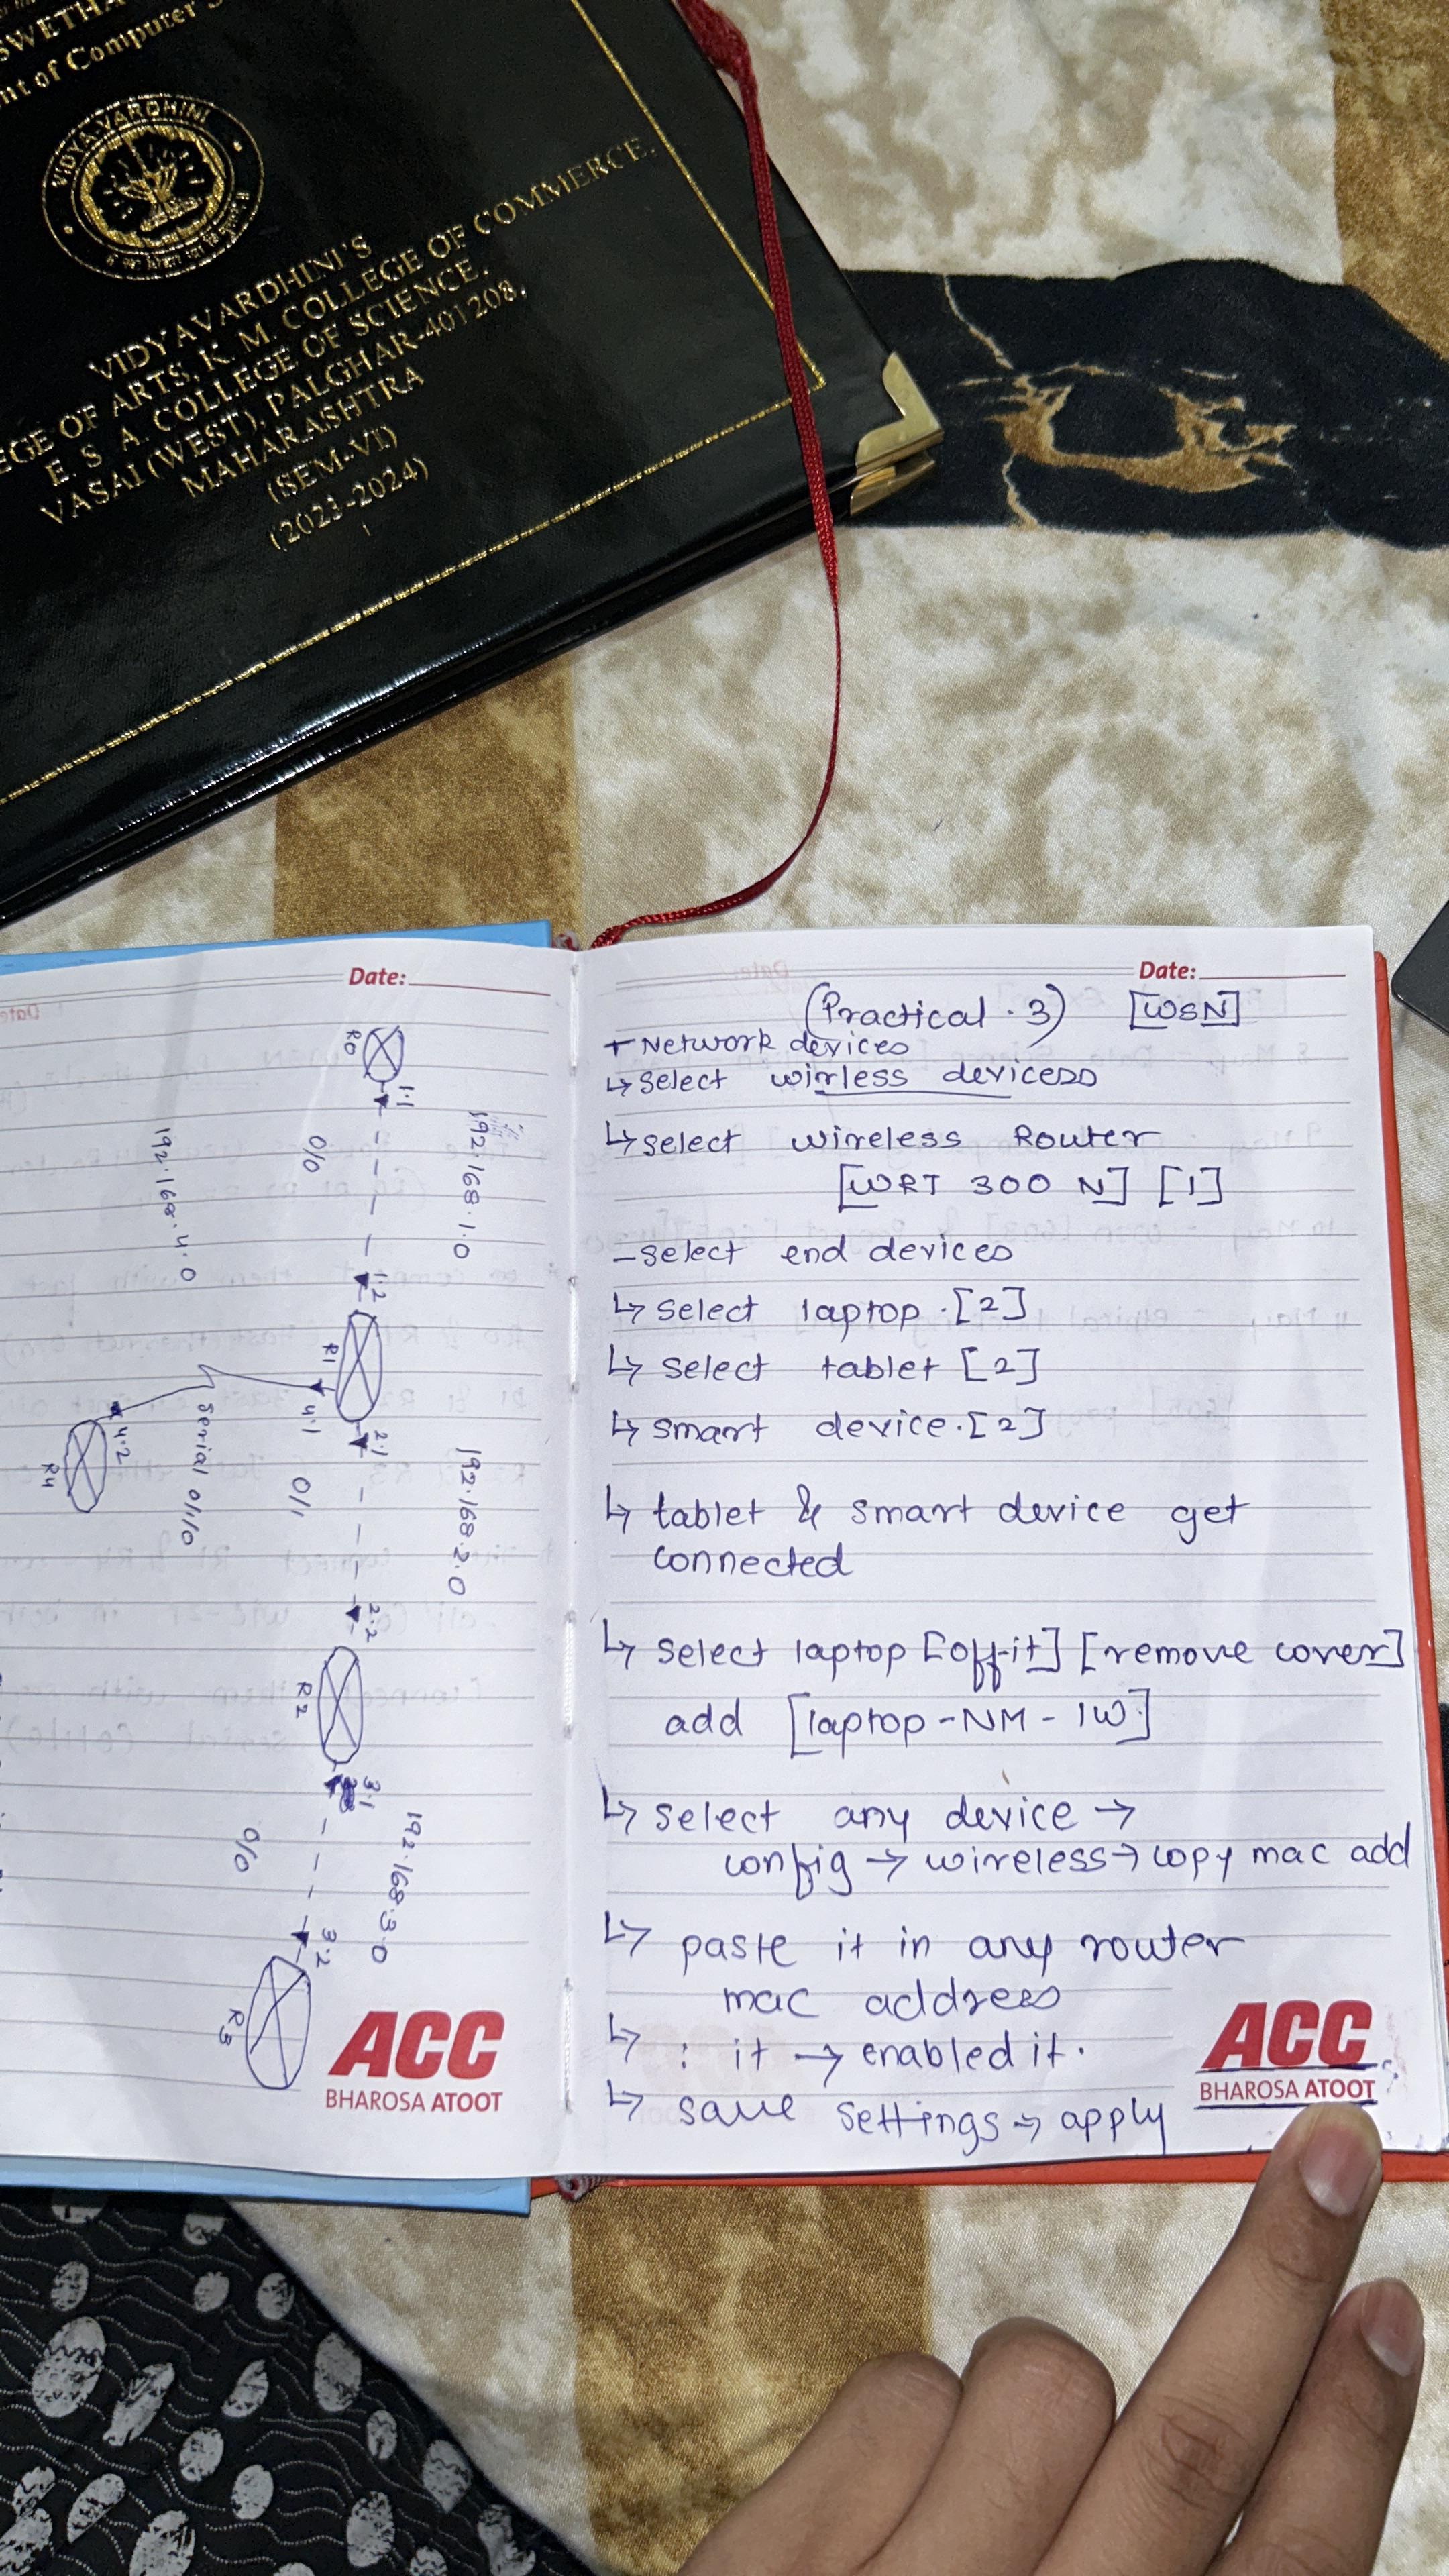 SWETHA
nt of Computer S
VIDYAVARDHINI
VIDYAVARDHINI'S
EGE OF ARTS, K. M. COLLEGE OF COMMERCE,
E. S. A. COLLEGE OF SCIENCE,
VASAI (WEST), PALGHAR-401208,
MAHARASHTRA
(SEM-VI)
(2023-2024)
Date:
R0
1.1
192.168.1.0
0/0
1.2
R1
4.1
192.168.4.0
Serial 0/1/0
4.2
R4
2.1
192.168.2.0
0/1
2.2
R2
3.1
192.168.3.0
0/0
3.2
R3
ACC
BHAROSA ATOOT
Date:
(Practical . 3) [WSN]
Network devices
↳ select wirless devices
↳ select wireless Router
[WRT 300 N] [1]
- select end devices
↳ select laptop .[2]
↳ select tablet [2]
↳ smart device.[2]
↳ tablet & smart device get
connected
↳ select laptop [off it] [remove cover]
add [laptop - NM - 1W]
↳ select any device →
config → wireless → copy mac add
↳ paste it in any router
mac address
↳ : it → enabled it.
↳ save settings → apply
ACC
BHAROSA ATOOT